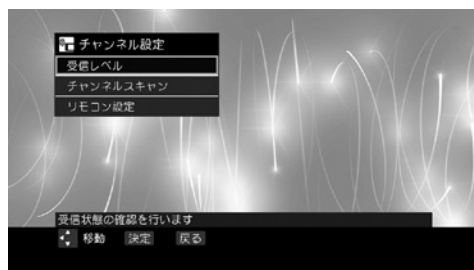 チャンネル設定
受信レベル
チャンネルスキャン
リモコン設定
受信状態の確認を行います
移動 決定 戻る